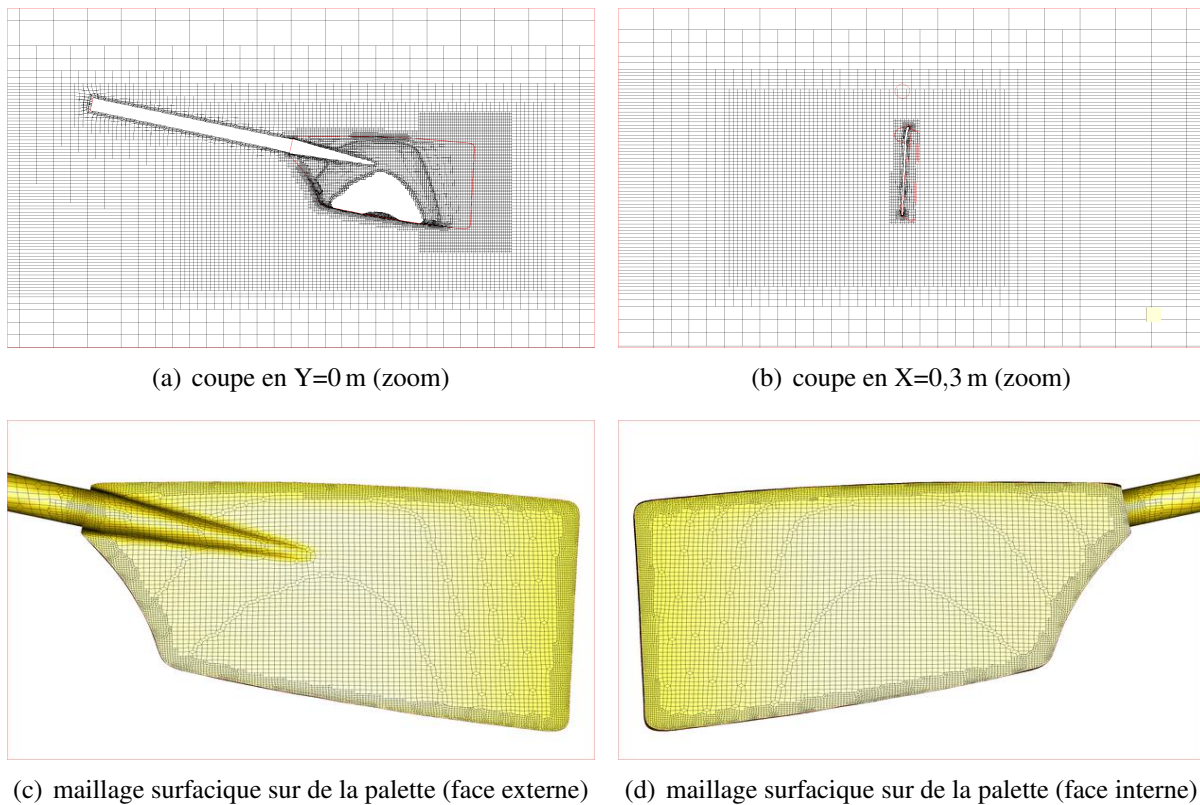 (a) coupe en Y=0 m (zoom)
(b) coupe en X=0,3 m (zoom)
(c) maillage surfacique sur de la palette (face externe)
(d) maillage surfacique sur de la palette (face interne)